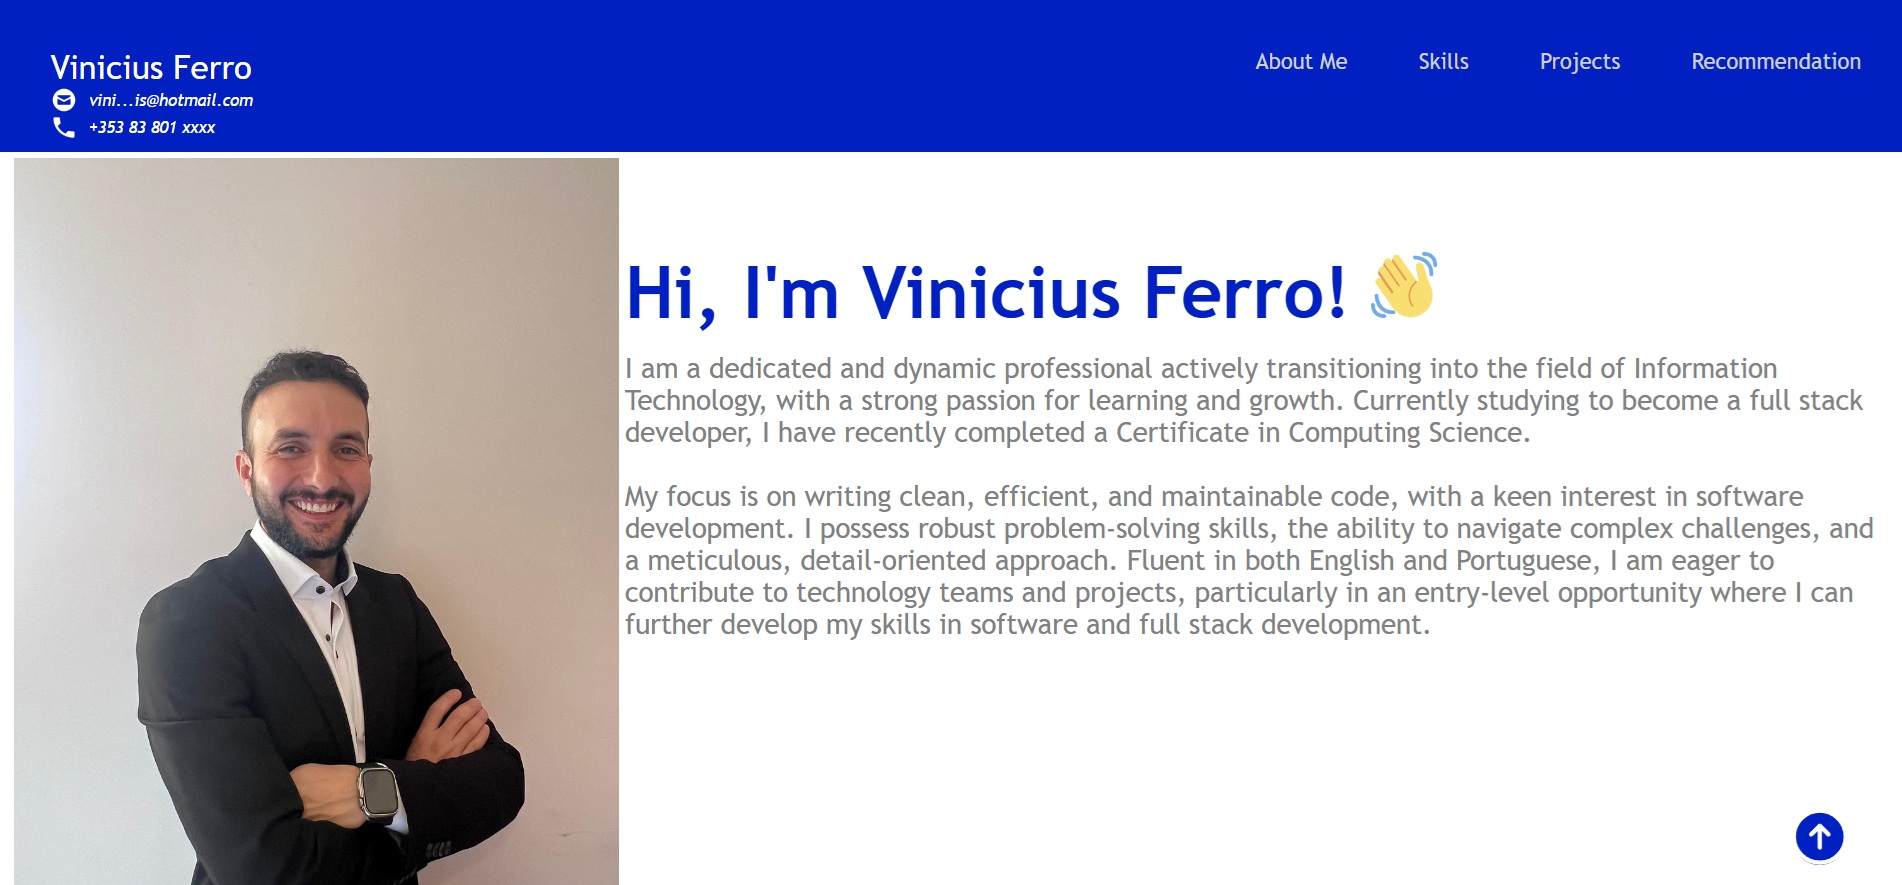 Vinicius Ferro
vini...is@hotmail.com
+353 83 801 xxxx
About Me
Skills
Projects
Recommendation
Hi, I'm Vinicius Ferro!
I am a dedicated and dynamic professional actively transitioning into the field of Information
Technology, with a strong passion for learning and growth. Currently studying to become a full stack
developer, I have recently completed a Certificate in Computing Science.
My focus is on writing clean, efficient, and maintainable code, with a keen interest in software
development. I possess robust problem-solving skills, the ability to navigate complex challenges, and
a meticulous, detail-oriented approach. Fluent in both English and Portuguese, I am eager to
contribute to technology teams and projects, particularly in an entry-level opportunity where I can
further develop my skills in software and full stack development.